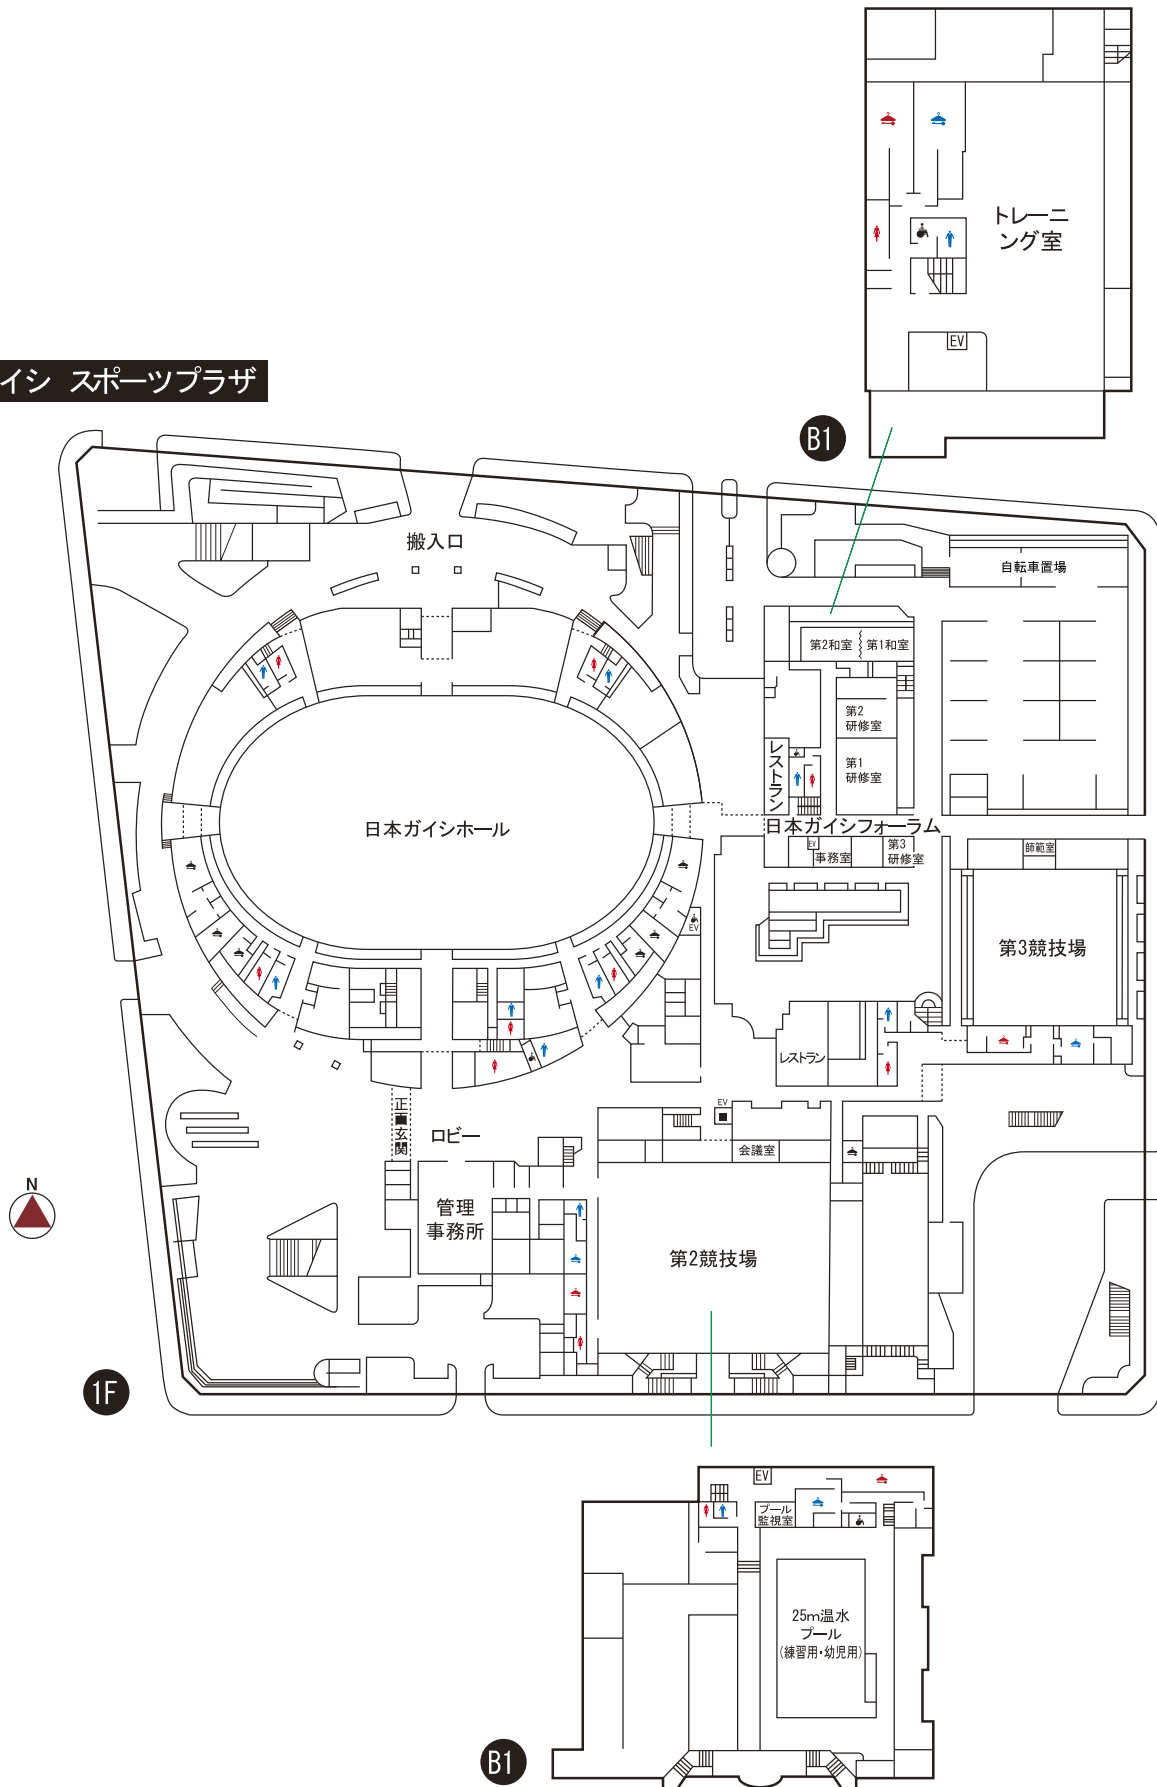 トレーニ
ング室
EV
B1
イシ スポーツプラザ
搬入口
自転車置場
第2和室
第1和室
第2
研修室
第1
研修室
レストラン
日本ガイシホール
日本ガイシフォーラム
EV
事務室
第3
研修室
師範室
EV
第3競技場
レストラン
正面玄関
ロビー
EV
会議室
N
管理
事務所
第2競技場
1F
EV
プール
監視室
25m温水
プール
(練習用・幼児用)
B1